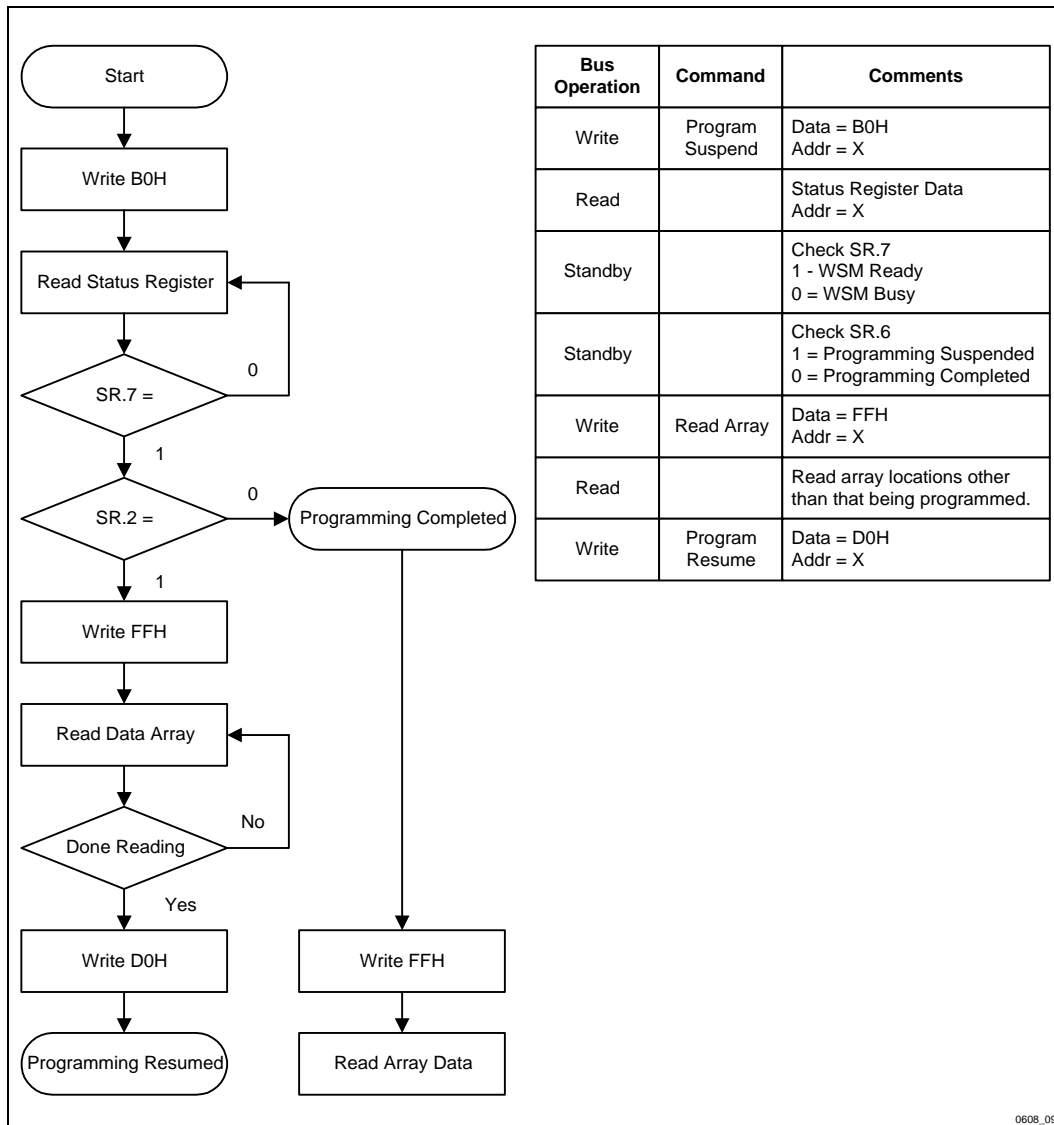 Start
Write B0H
Read Status Register
0
SR.7 =
1
0
SR.2 =
Programming Completed
1
Write FFH
Read Data Array
No
Done Reading
Yes
Write D0H
Write FFH
Programming Resumed
Read Array Data
Bus
Operation
Command
Comments
Write
Program
Suspend
Data = B0H
Addr = X
Read
Status Register Data
Addr = X
Standby
Check SR.7
1 - WSM Ready
0 = WSM Busy
Standby
Check SR.6
1 = Programming Suspended
0 = Programming Completed
Write
Read Array
Data = FFH
Addr = X
Read
Read array locations other
than that being programmed.
Write
Program
Resume
Data = D0H
Addr = X
0608_09